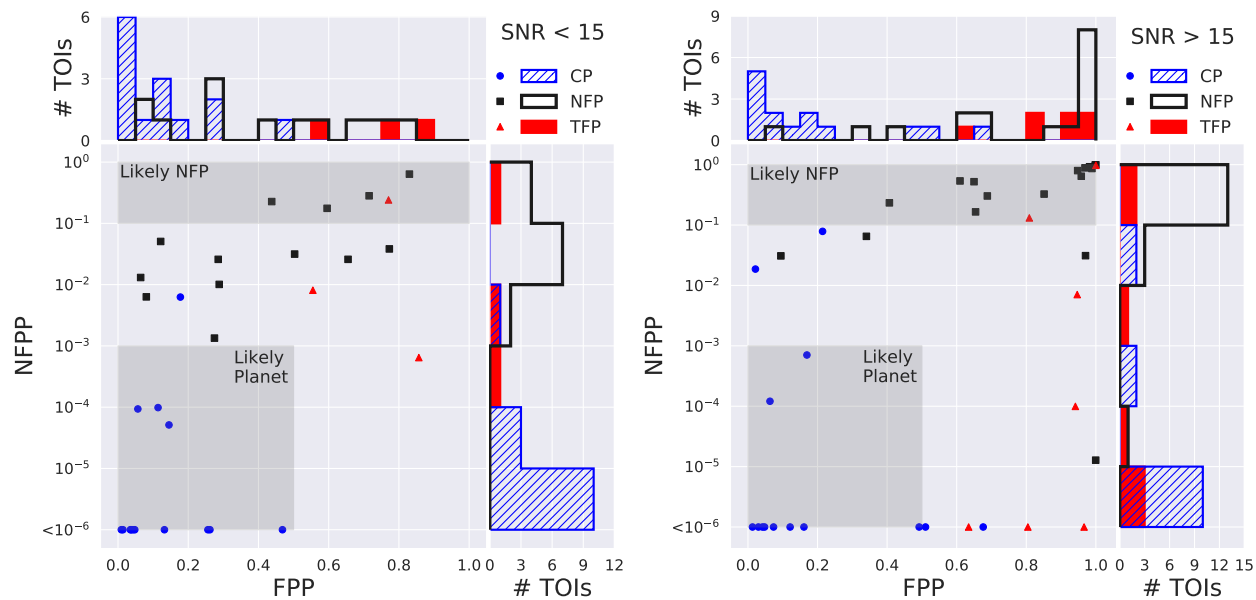 SNR < 15
# TOIs
6
3
0
CP
NFP
TFP
NFPP
10⁰
10⁻¹
10⁻²
10⁻³
10⁻⁴
10⁻⁵
<10⁻⁶
Likely NFP
Likely
Planet
0.0 0.2 0.4 0.6 0.8 1.0
FPP
0 3 6 9 12
# TOIs
SNR > 15
# TOIs
9
6
3
0
CP
NFP
TFP
NFPP
10⁰
10⁻¹
10⁻²
10⁻³
10⁻⁴
10⁻⁵
<10⁻⁶
Likely NFP
Likely
Planet
0.0 0.2 0.4 0.6 0.8 1.0
FPP
0 3 6 9 12 15
# TOIs